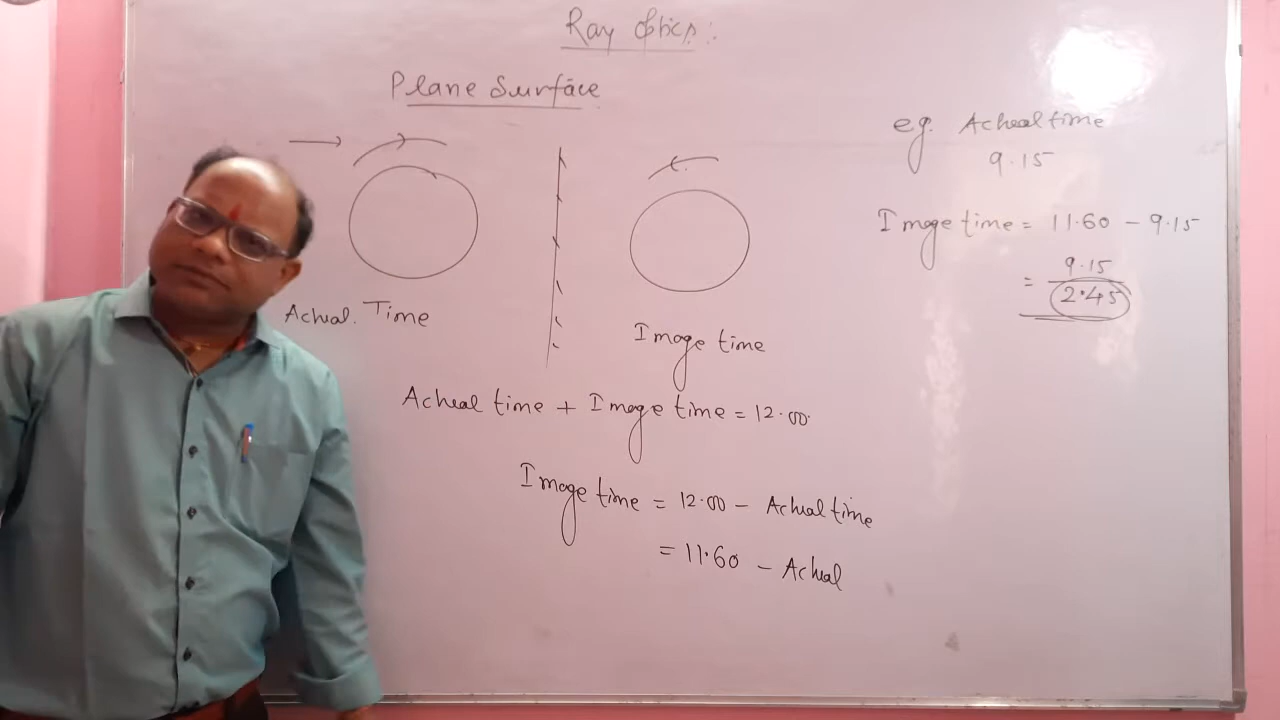 Ray Optics:
Plane Surface
Actual. Time
Image time
Actual time + Image time = 12.00
Image time = 12.00 - Actual time
= 11.60 - Actual
e.g. Actual time
9.15
Image time = 11.60 - 9.15
9.15
= 2.45